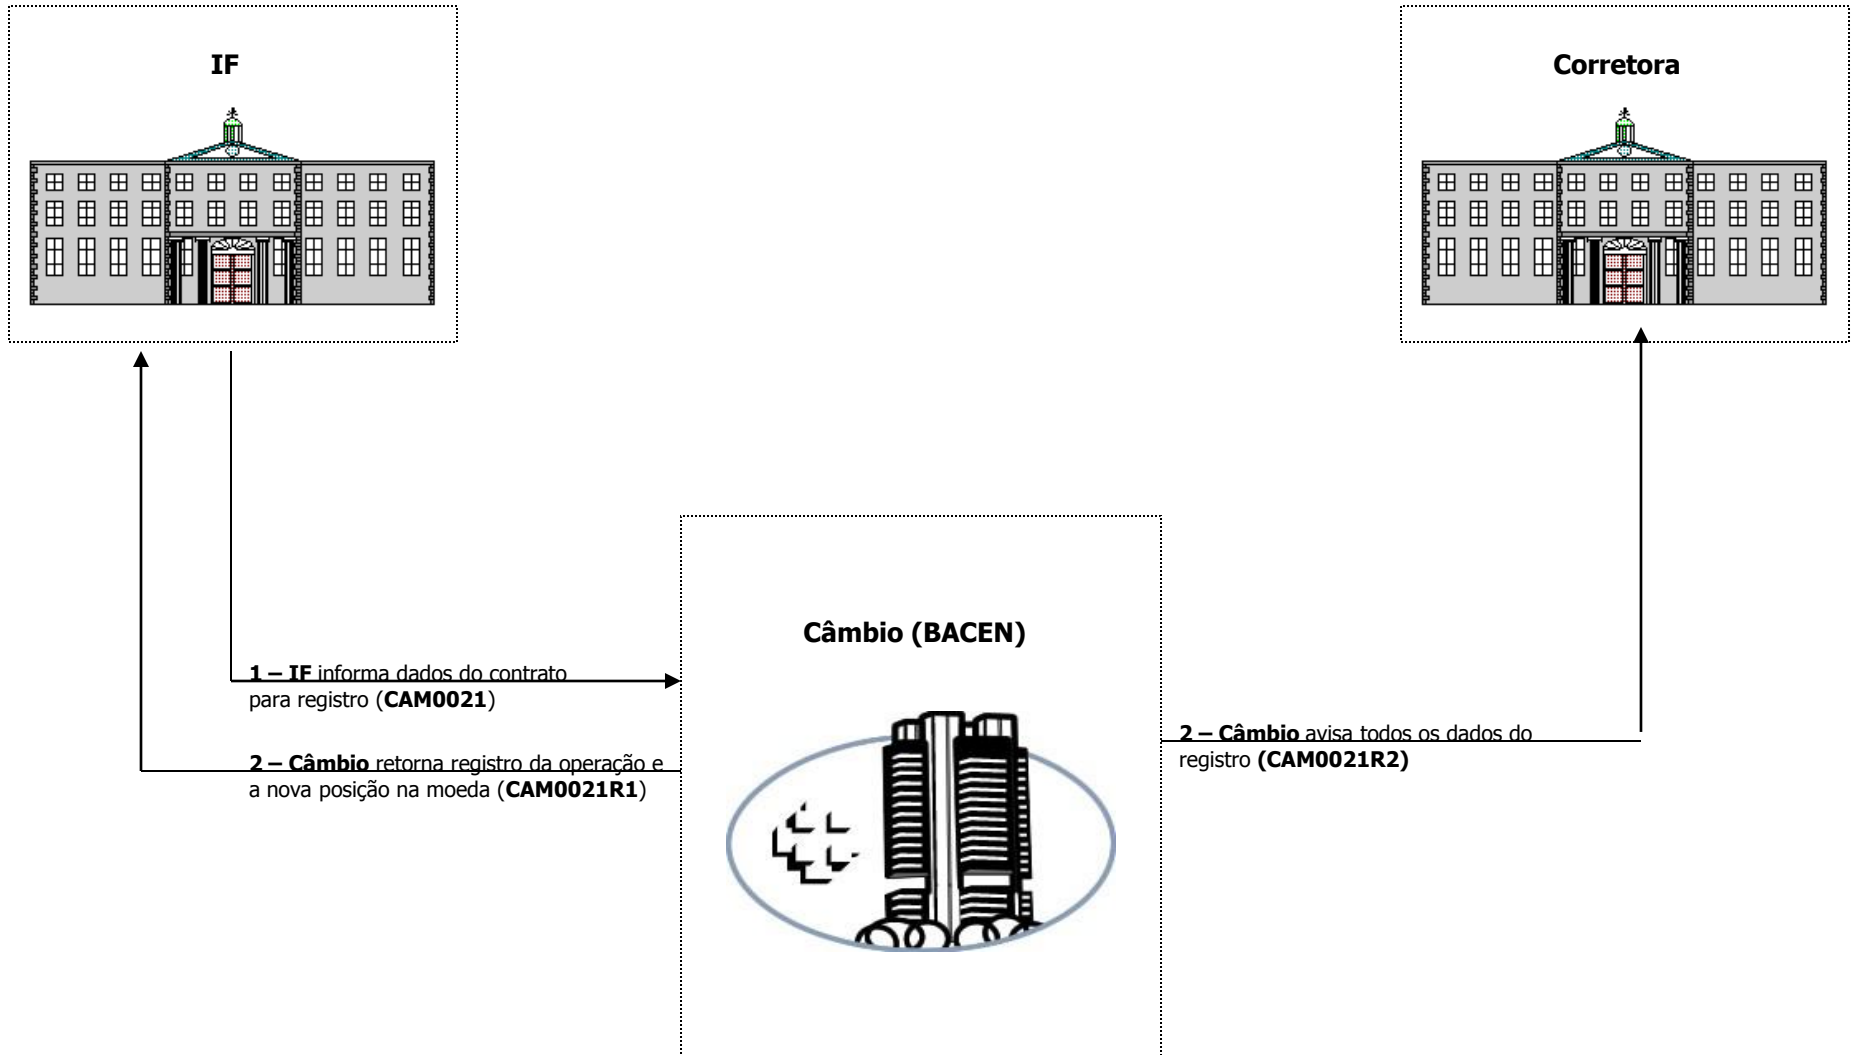 IF
Corretora
Câmbio (BACEN)
1 – IF informa dados do contrato
para registro (CAM0021)
2 – Câmbio retorna registro da operação e
a nova posição na moeda (CAM0021R1)
2 – Câmbio avisa todos os dados do
registro (CAM0021R2)